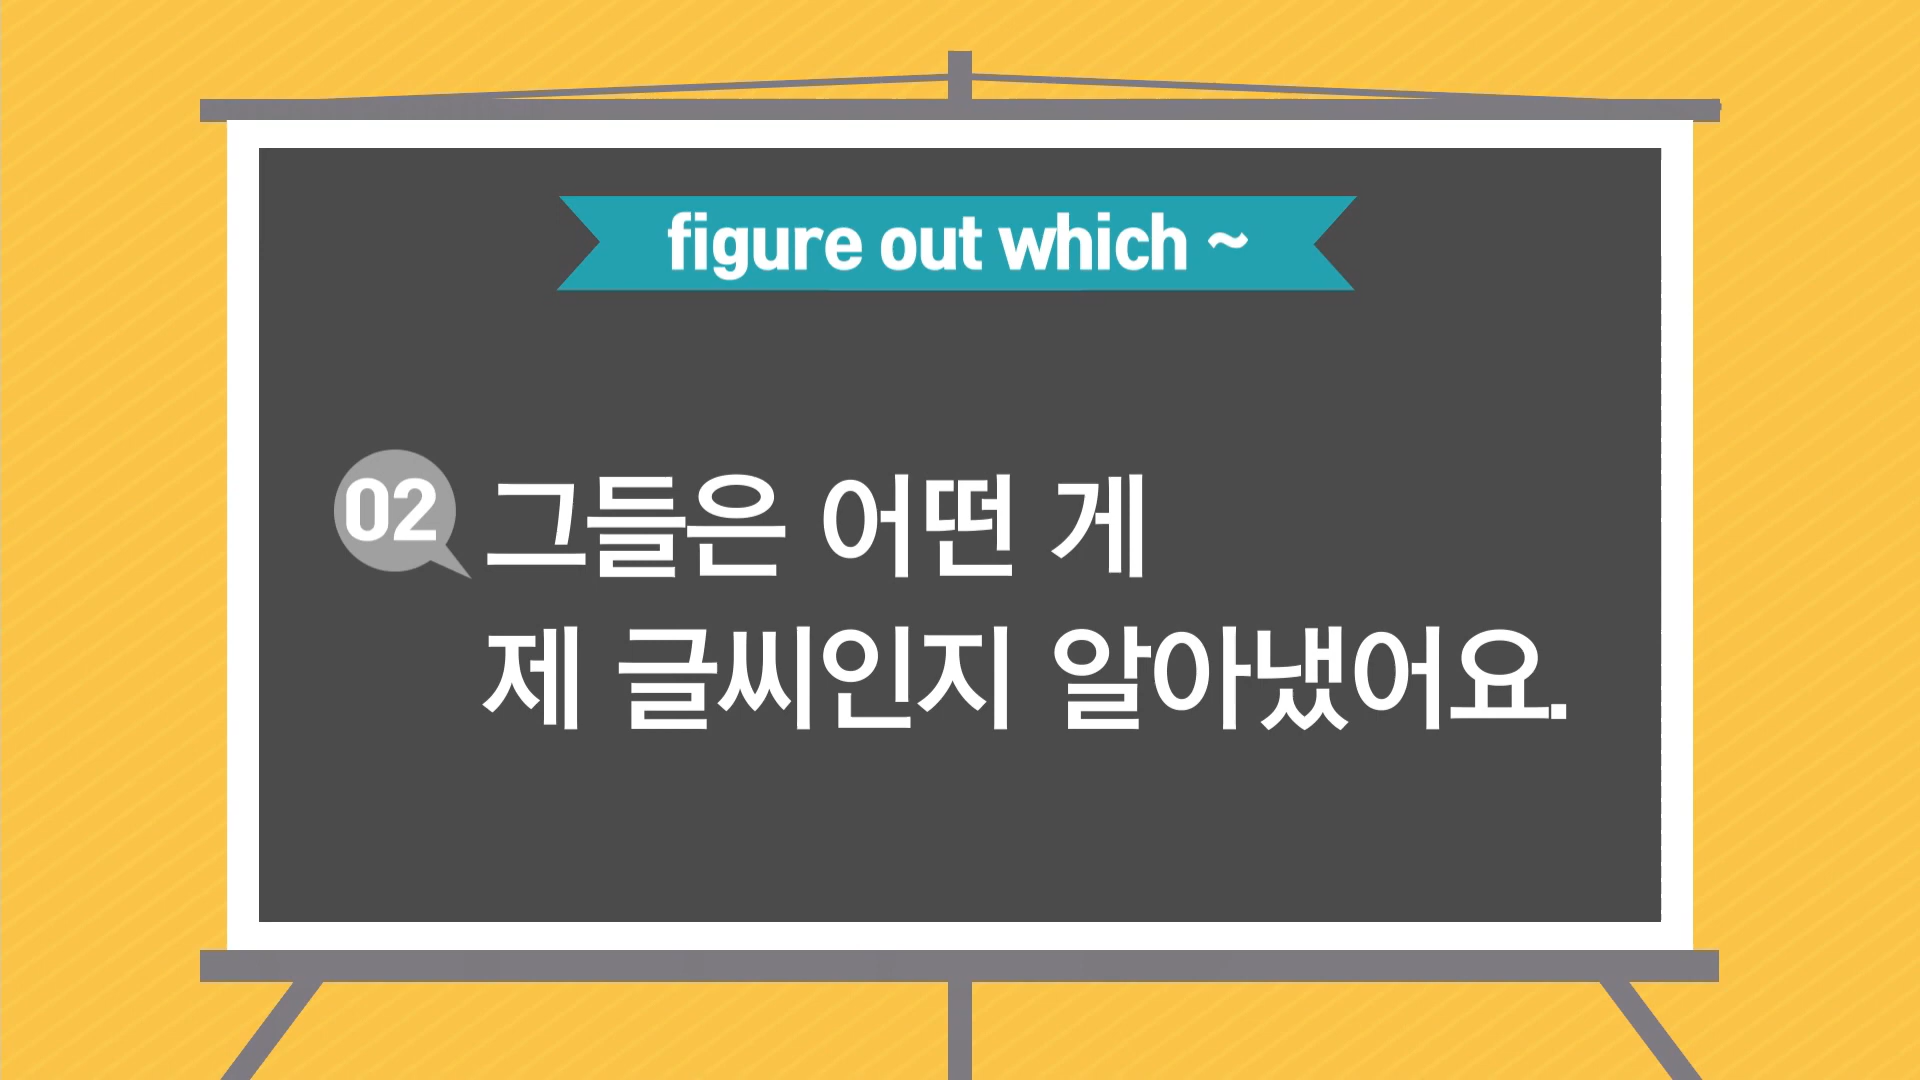 figure out which ~
02 그들은 어떤 게
제 글씨인지 알아냈어요.